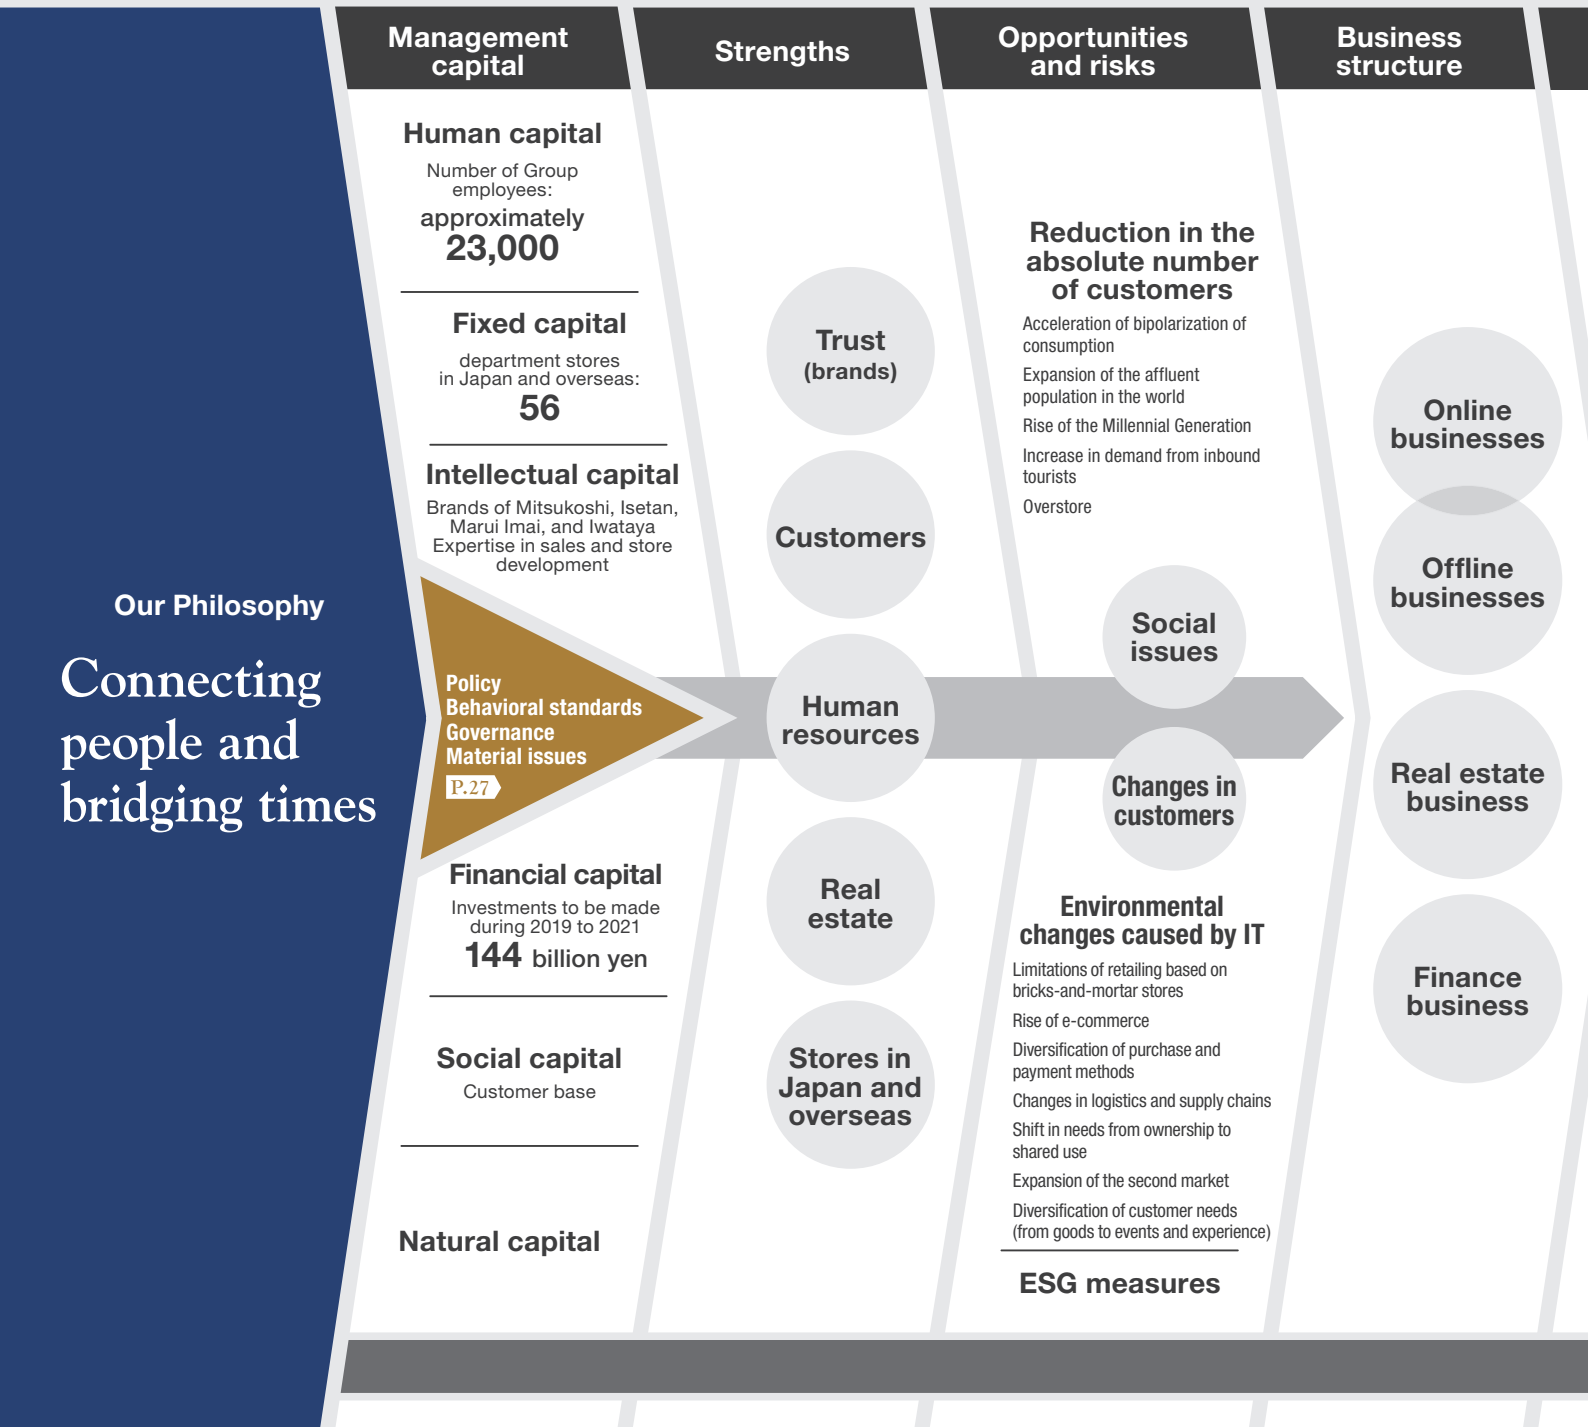 Our Philosophy
Connecting
people and
bridging times
Management
capital
Human capital
Number of Group
employees:
approximately
23,000
Fixed capital
department stores
in Japan and overseas:
56
Intellectual capital
Brands of Mitsukoshi, Isetan,
Marui Imai, and Iwataya
Expertise in sales and store
development
Policy
Behavioral standards
Governance
Material issues
P.27
Financial capital
Investments to be made
during 2019 to 2021
144 billion yen
Social capital
Customer base
Natural capital
Strengths
Trust
(brands)
Customers
Human
resources
Real
estate
Stores in
Japan and
overseas
Opportunities
and risks
Reduction in the
absolute number
of customers
Acceleration of bipolarization of
consumption
Expansion of the affluent
population in the world
Rise of the Millennial Generation
Increase in demand from inbound
tourists
Overstore
Social
issues
Changes in
customers
Environmental
changes caused by IT
Limitations of retailing based on
bricks-and-mortar stores
Rise of e-commerce
Diversification of purchase and
payment methods
Changes in logistics and supply chains
Shift in needs from ownership to
shared use
Expansion of the second market
Diversification of customer needs
(from goods to events and experience)
ESG measures
Business
structure
Online
businesses
Offline
businesses
Real estate
business
Finance
business